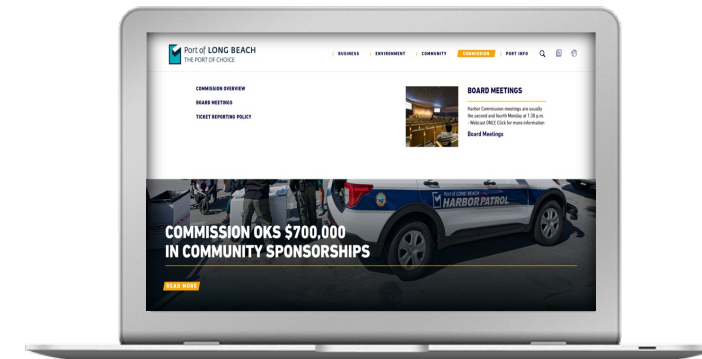 Port of LONG BEACH
THE PORT OF CHOICE
BUSINESS
ENVIRONMENT
COMMUNITY
COMMISSION
PORT INFO
COMMISSION OVERVIEW
BOARD MEETINGS
TICKET REPORTING POLICY
BOARD MEETINGS
Harbor Commission meetings are usually
the second and fourth Monday at 1:30 p.m.
- Webcast ONLY. Click for more information
Board Meetings
Port of LONG BEACH
HARBOR PATROL
COMMISSION OKS $700,000
IN COMMUNITY SPONSORSHIPS
READ MORE